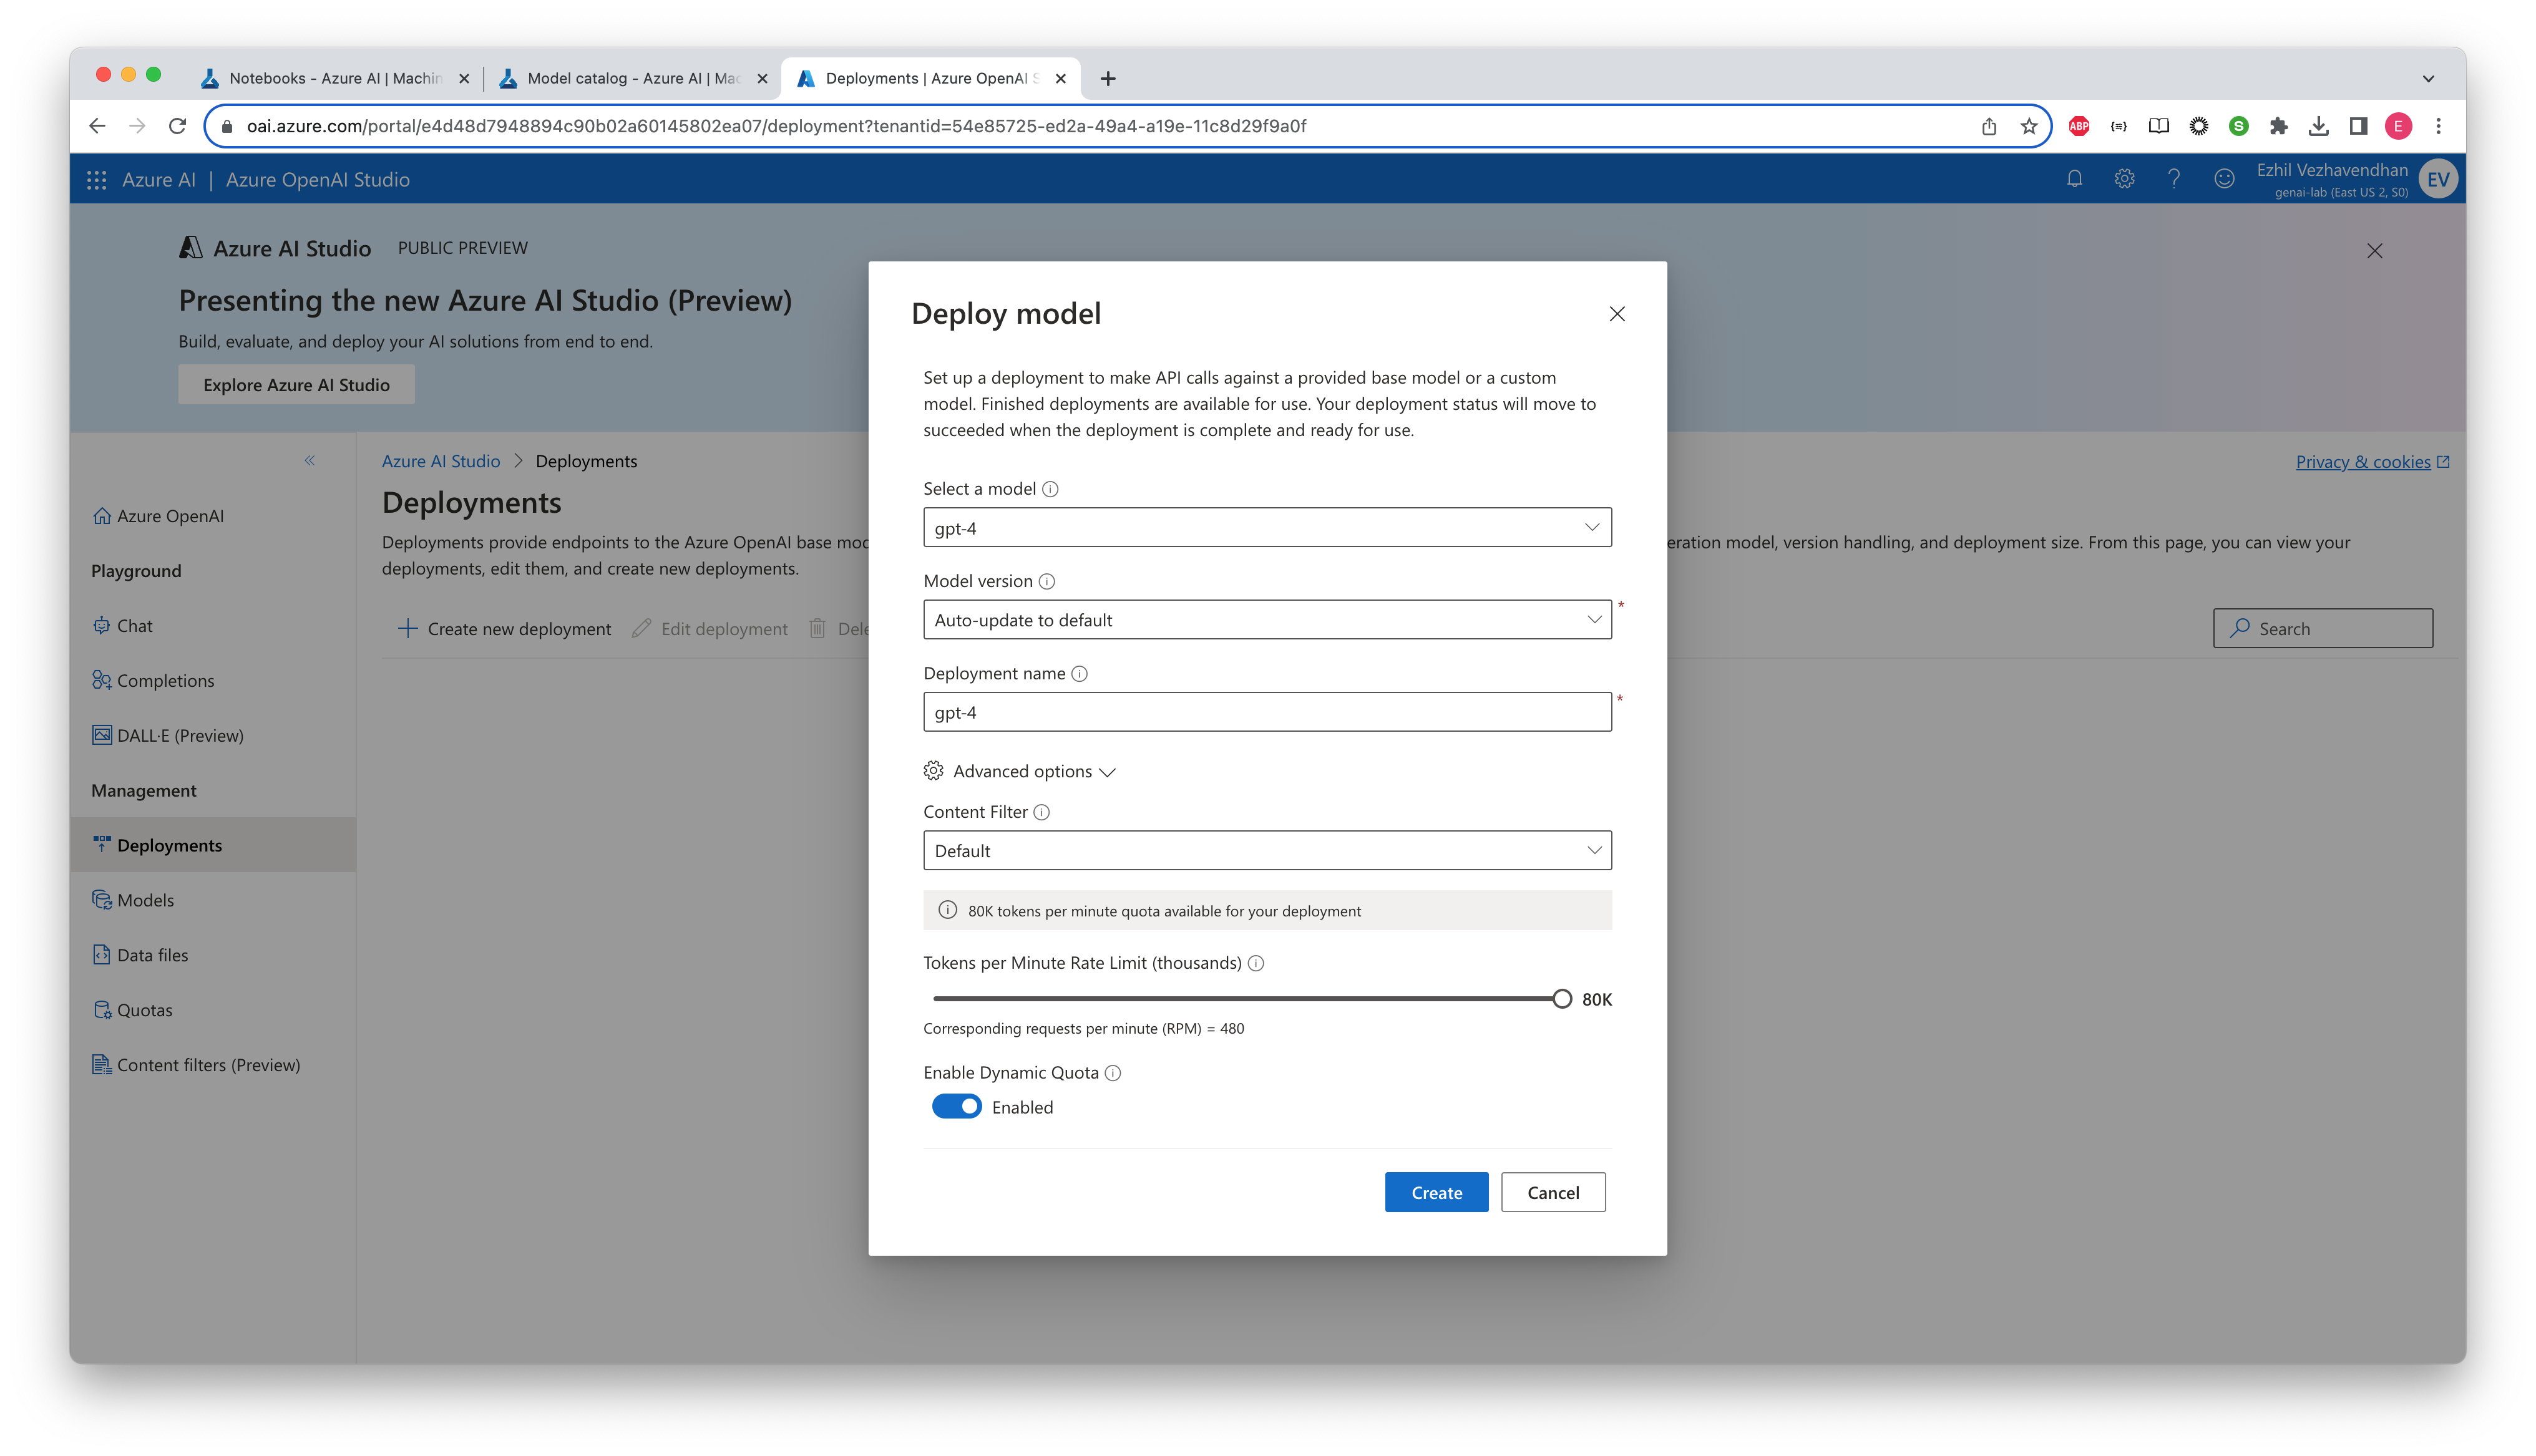 Notebooks - Azure AI | Machin
Model catalog - Azure AI | Mac
Deployments | Azure OpenAI S
oai.azure.com/portal/e4d48d7948894c90b02a60145802ea07/deployment?tenantid=54e85725-ed2a-49a4-a19e-11c8d29f9a0f
ABP
S
E
Azure AI | Azure OpenAI Studio
Ezhil Vezhavendhan
genai-lab (East US 2, S0)
EV
Azure AI Studio PUBLIC PREVIEW
Presenting the new Azure AI Studio (Preview)
Build, evaluate, and deploy your AI solutions from end to end.
Explore Azure AI Studio
Azure OpenAI
Playground
Chat
Completions
DALL·E (Preview)
Management
Deployments
Models
Data files
Quotas
Content filters (Preview)
Azure AI Studio > Deployments
Privacy & cookies
Deployments
Deployments provide endpoints to the Azure OpenAI base mod
eration model, version handling, and deployment size. From this page, you can view your
deployments, edit them, and create new deployments.
Create new deployment
Edit deployment
Dele
Search
Deploy model
Set up a deployment to make API calls against a provided base model or a custom
model. Finished deployments are available for use. Your deployment status will move to
succeeded when the deployment is complete and ready for use.
Select a model
gpt-4
Model version
Auto-update to default
*
Deployment name
gpt-4
*
Advanced options
Content Filter
Default
80K tokens per minute quota available for your deployment
Tokens per Minute Rate Limit (thousands)
80K
Corresponding requests per minute (RPM) = 480
Enable Dynamic Quota
Enabled
Create
Cancel